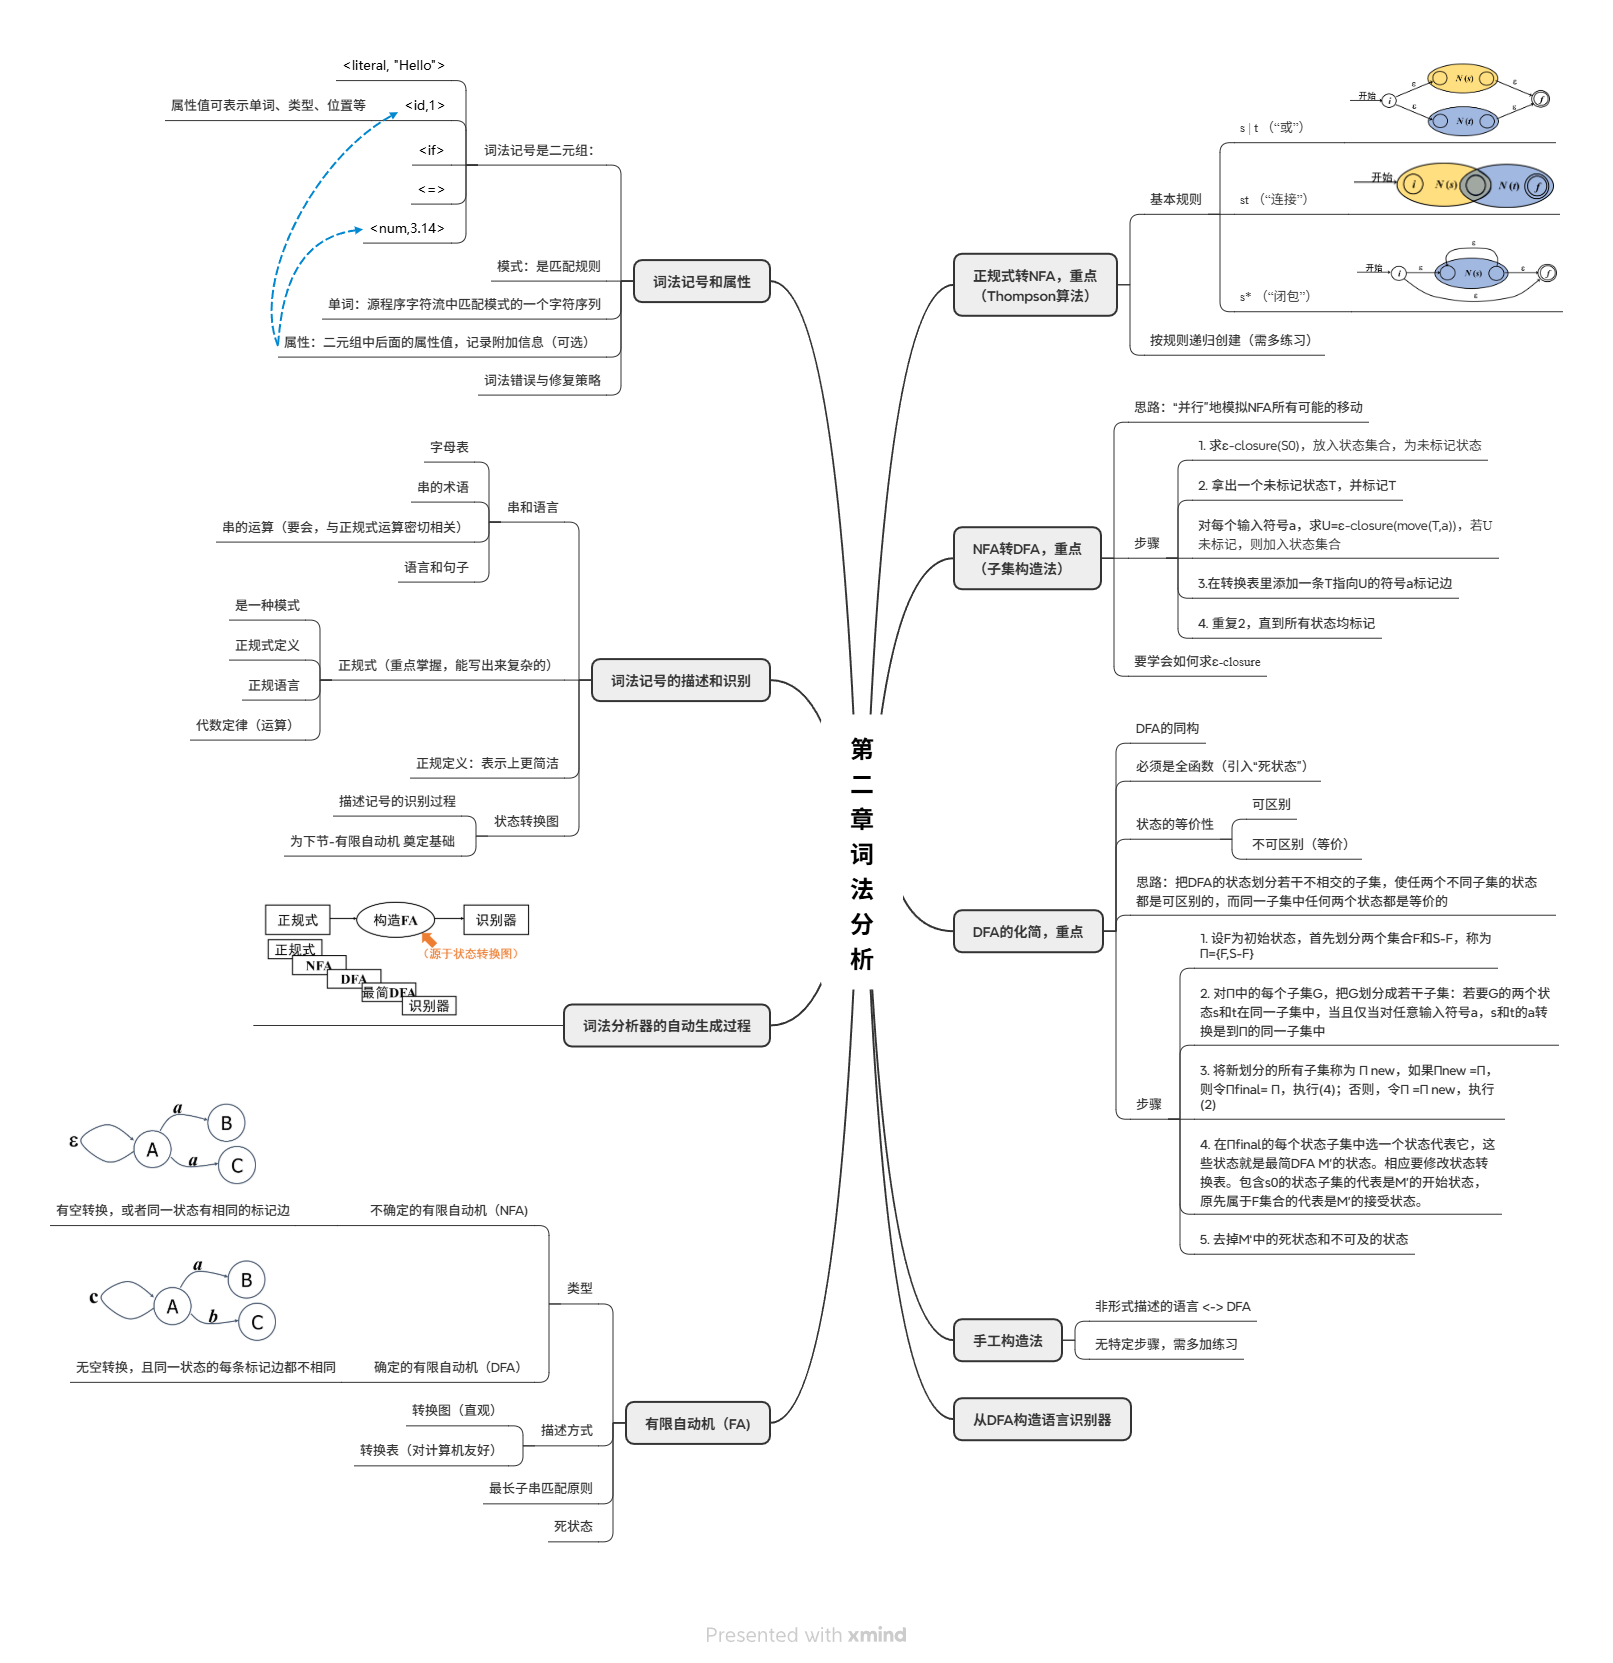 第二章词法分析
词法记号和属性
词法记号是二元组：
<literal, "Hello">
<id,1>
属性值可表示单词、类型、位置等
<if>
<=>
<num,3.14>
模式：是匹配规则
单词：源程序字符流中匹配模式的一个字符序列
属性：二元组中后面的属性值，记录附加信息（可选）
词法错误与修复策略
词法记号的描述和识别
串和语言
字母表
串的术语
串的运算（要会，与正规式运算密切相关）
语言和句子
正规式（重点掌握，能写出来复杂的）
是一种模式
正规式定义
正规语言
代数定律（运算）
正规定义：表示上更简洁
状态转换图
描述记号的识别过程
为下节-有限自动机 奠定基础
词法分析器的自动生成过程
正规式
构造FA
识别器
（源于状态转换图）
正规式
NFA
DFA
最简DFA
识别器
有限自动机（FA)
类型
不确定的有限自动机（NFA)
有空转换，或者同一状态有相同的标记边
ε
A
a
B
a
C
确定的有限自动机（DFA）
无空转换，且同一状态的每条标记边都不相同
c
A
a
B
b
C
描述方式
转换图（直观）
转换表（对计算机友好）
最长子串匹配原则
死状态
正规式转NFA，重点
（Thompson算法）
基本规则
s | t （“或”）
开始
i
ε
N (s)
ε
ε
N (t)
ε
f
st （“连接”）
开始
i
N (s)
N (t)
f
s* （“闭包”）
开始
i
ε
ε
N (s)
ε
f
ε
按规则递归创建（需多练习）
NFA转DFA，重点
（子集构造法）
思路：“并行”地模拟NFA所有可能的移动
步骤
1. 求ε-closure(S0)，放入状态集合，为未标记状态
2. 拿出一个未标记状态T，并标记T
对每个输入符号a，求U=ε-closure(move(T,a))，若U
未标记，则加入状态集合
3.在转换表里添加一条T指向U的符号a标记边
4. 重复2，直到所有状态均标记
要学会如何求ε-closure
DFA的化简，重点
DFA的同构
必须是全函数（引入“死状态”）
状态的等价性
可区别
不可区别（等价）
思路：把DFA的状态划分若干不相交的子集，使任两个不同子集的状态
都是可区别的，而同一子集中任何两个状态都是等价的
步骤
1. 设F为初始状态，首先划分两个集合F和S-F，称为
Π={F,S-F}
2. 对Π中的每个子集G，把G划分成若干子集：若要G的两个状
态s和t在同一子集中，当且仅当对任意输入符号a，s和t的a转
换是到Π的同一子集中
3. 将新划分的所有子集称为 Π new，如果Πnew =Π，
则令Πfinal= Π，执行(4)；否则，令Π =Π new，执行
(2)
4. 在Πfinal的每个状态子集中选一个状态代表它，这
些状态就是最简DFA M'的状态。相应要修改状态转
换表。包含s0的状态子集的代表是M'的开始状态，
原先属于F集合的代表是M'的接受状态。
5. 去掉M'中的死状态和不可及的状态
手工构造法
非形式描述的语言 <-> DFA
无特定步骤，需多加练习
从DFA构造语言识别器
Presented with xmind